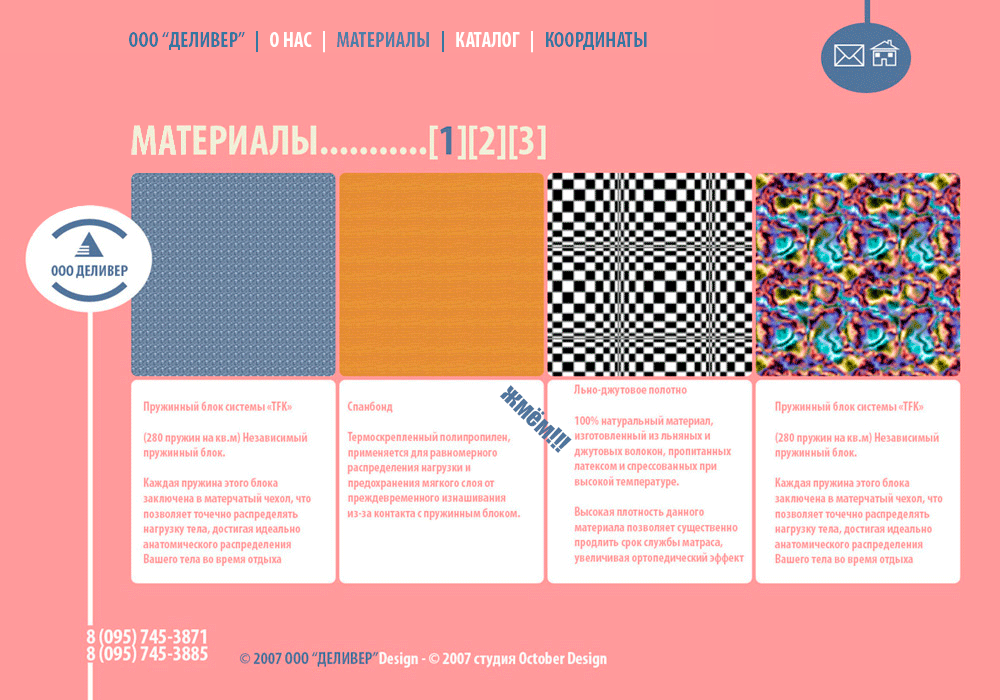 ООО “ДЕЛИВЕР” | О НАС | МАТЕРИАЛЫ | КАТАЛОГ | КООРДИНАТЫ
МАТЕРИАЛЫ...........[1][2][3]
ООО ДЕЛИВЕР
Пружинный блок системы «TFK»
(280 пружин на кв.м) Независимый
пружинный блок.
Каждая пружина этого блока
заключена в матерчатый чехол, что
позволяет точечно распределять
нагрузку тела, достигая идеально
анатомического распределения
Вашего тела во время отдыха
Спанбонд
Термоскрепленный полипропилен,
применяется для равномерного
распределения нагрузки и
предохранения мягкого слоя от
преждевременного изнашивания
из-за контакта с пружинным блоком.
жмём!!!
Льно-джутовое полотно
100% натуральный материал,
изготовленный из льняных и
джутовых волокон, пропитанных
латексом и спрессованных при
высокой температуре.
Высокая плотность данного
материала позволяет существенно
продлить срок службы матраса,
увеличивая ортопедический эффект
Пружинный блок системы «TFK»
(280 пружин на кв.м) Независимый
пружинный блок.
Каждая пружина этого блока
заключена в матерчатый чехол, что
позволяет точечно распределять
нагрузку тела, достигая идеально
анатомического распределения
Вашего тела во время отдыха
8 (095) 745-3871
8 (095) 745-3885
© 2007 ООО “ДЕЛИВЕР”Design - © 2007 студия October Design